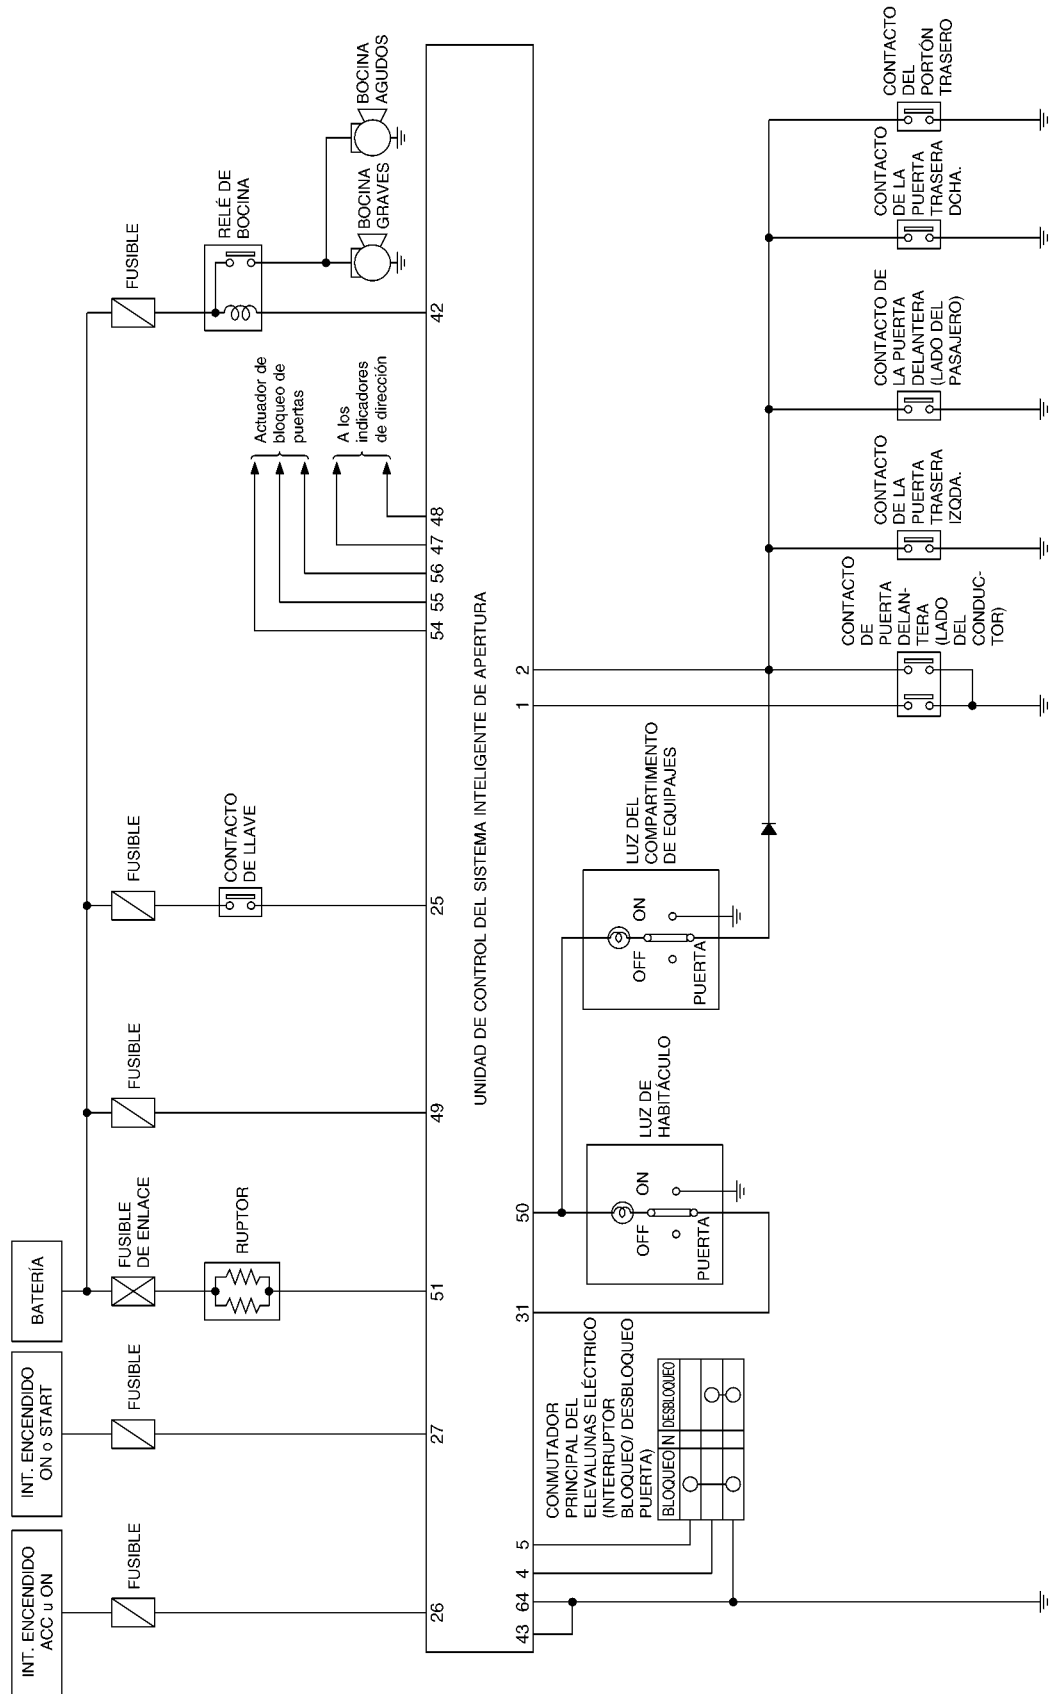 INT. ENCENDIDO
ACC u ON
INT. ENCENDIDO
ON o START
BATERÍA
FUSIBLE
FUSIBLE
FUSIBLE
DE ENLACE
FUSIBLE
FUSIBLE
FUSIBLE
RUPTOR
CONTACTO
DE LLAVE
RELÉ DE
BOCINA
BOCINA
GRAVES
BOCINA
AGUDOS
Actuador de
bloqueo de
puertas
A los
indicadores
de dirección
26
27
51
49
25
54
55
56
47
48
42
UNIDAD DE CONTROL DEL SISTEMA INTELIGENTE DE APERTURA
43
64
4
5
31
50
1
2
CONMUTADOR
PRINCIPAL DEL
ELEVALUNAS ELÉCTRICO
(INTERRUPTOR
BLOQUEO/ DESBLOQUEO
PUERTA)
BLOQUEO
N
DESBLOQUEO
LUZ DE
HABITÁCULO
OFF
ON
PUERTA
LUZ DEL
COMPARTIMENTO
DE EQUIPAJES
OFF
ON
PUERTA
CONTACTO
DE
PUERTA
DELAN-
TERA
(LADO
DEL
CONDUC-
TOR)
CONTACTO
DE LA
PUERTA
TRASERA
IZQDA.
CONTACTO DE
LA PUERTA
DELANTERA
(LADO DEL
PASAJERO)
CONTACTO
DE LA
PUERTA
TRASERA
DCHA.
CONTACTO
DEL
PORTÓN
TRASERO